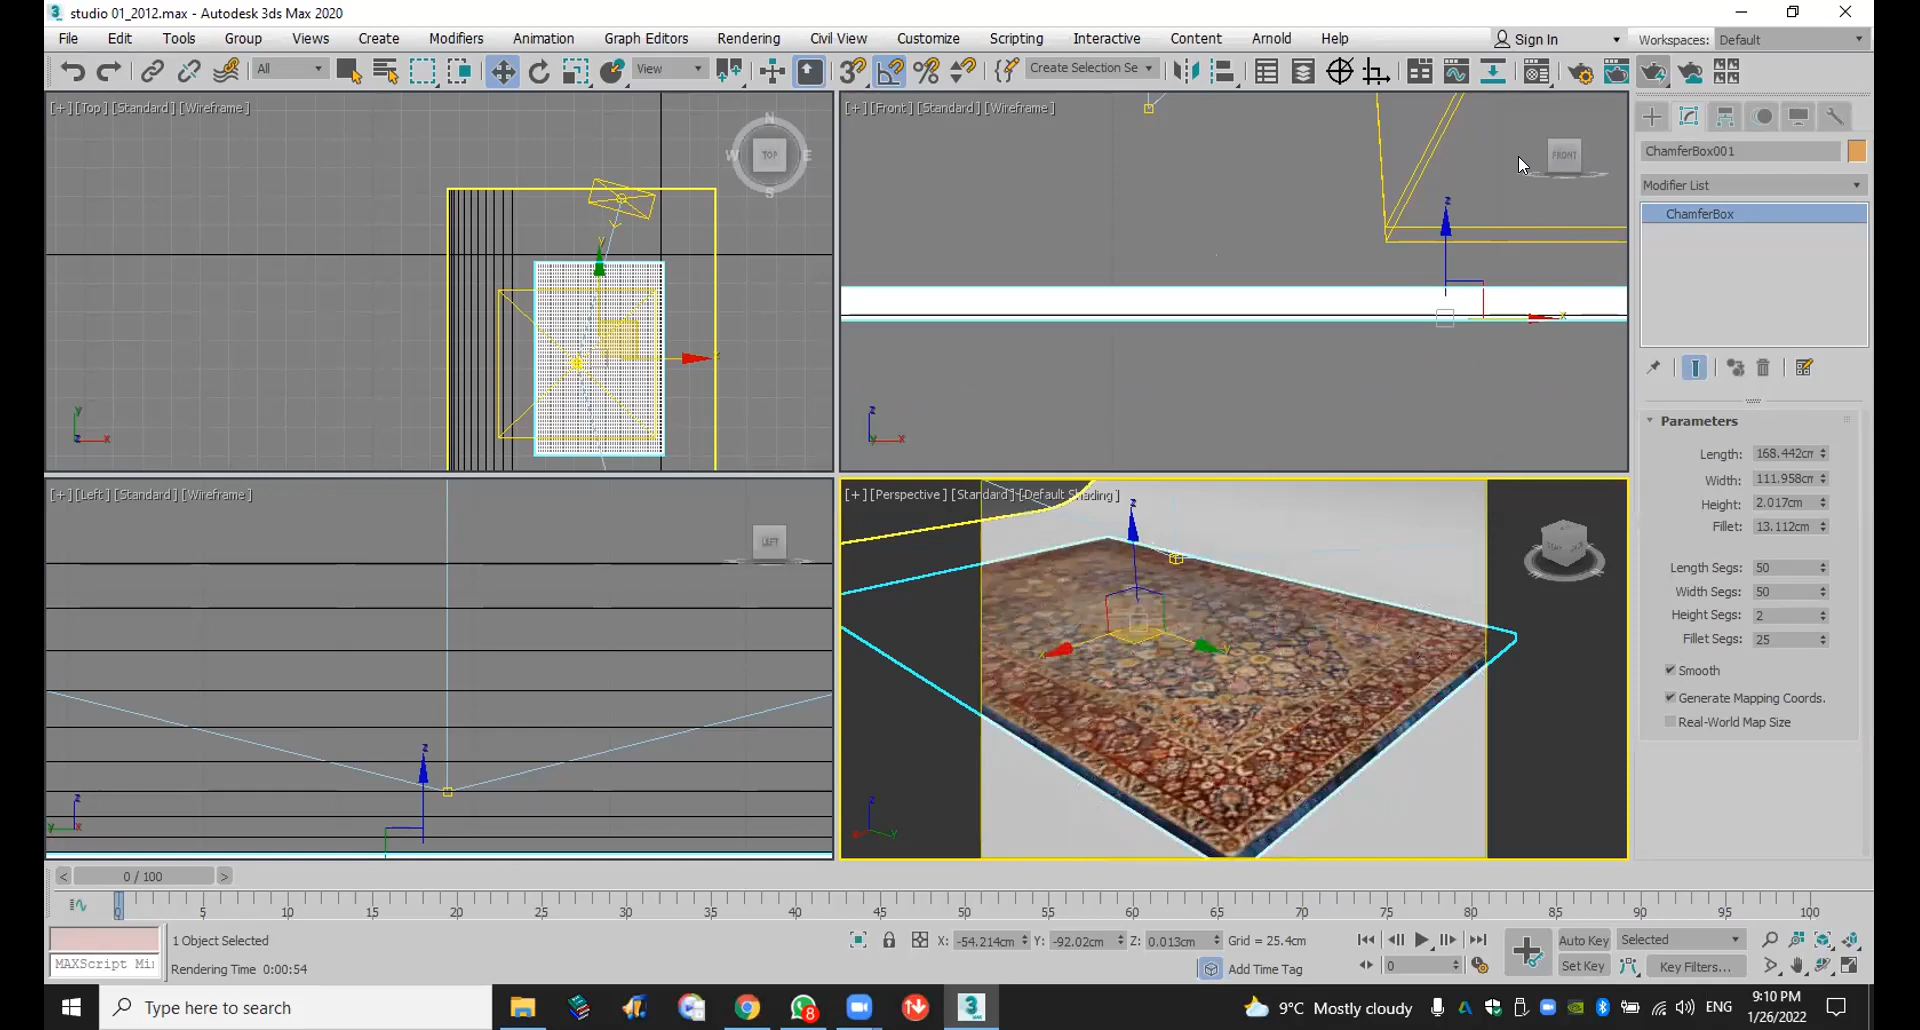 studio 01_2012.max - Autodesk 3ds Max 2020
File Edit Tools Group Views Create Modifiers Animation Graph Editors Rendering Civil View Customize Scripting Interactive Content Arnold Help Sign In Workspaces: Default
All View Create Selection Se
[+] [Top] [Standard] [Wireframe]
[+] [Front] [Standard] [Wireframe]
N
W TOP E
S
FRONT
ChamferBox001
Modifier List
ChamferBox
y
x
z
x
y
z x
z
y x
[+] [Left] [Standard] [Wireframe]
[+] [Perspective] [Standard] [Default Shading]
LEFT
z
z
z
y x
z
x y
Parameters
Length: 168.442cm
Width: 111.958cm
Height: 2.017cm
Fillet: 13.112cm
Length Segs: 50
Width Segs: 50
Height Segs: 2
Fillet Segs: 25
Smooth
Generate Mapping Coords.
Real-World Map Size
< 0 / 100 >
0 5 10 15 20 25 30 35 40 45 50 55 60 65 70 75 80 85 90 95 100
1 Object Selected
X: -54.214cm Y: -92.02cm Z: 0.013cm Grid = 25.4cm
Auto Key Selected
MAXScript Mi
Rendering Time 0:00:54
Add Time Tag
0
Set Key Key Filters...
Type here to search
8
9°C Mostly cloudy
ENG
9:10 PM
1/26/2022